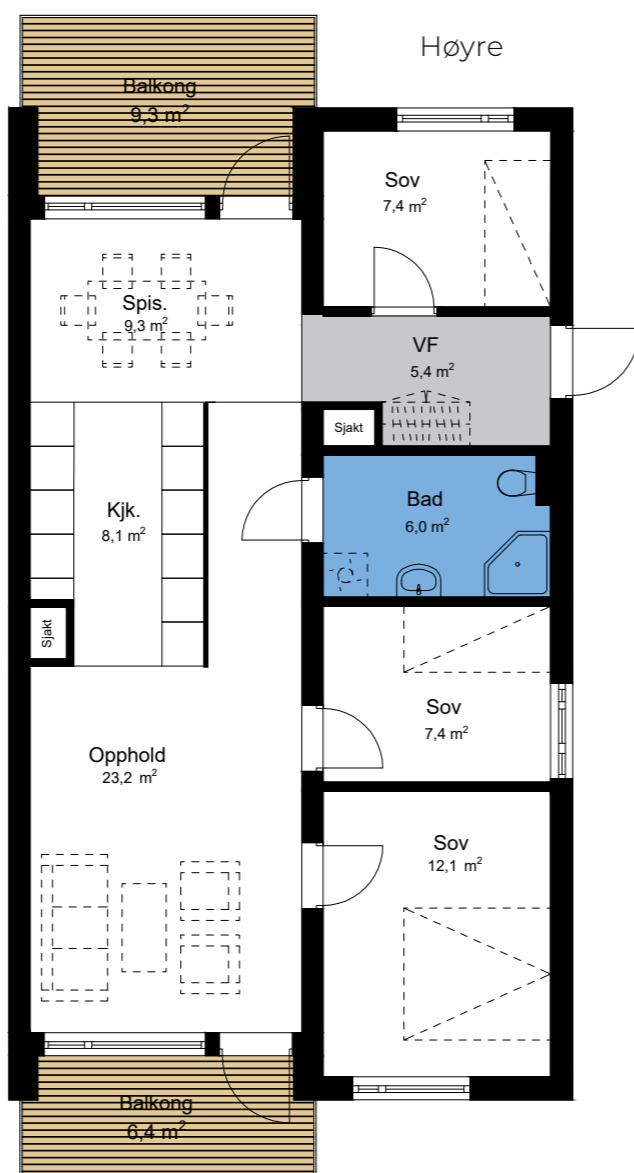 Høyre
Balkong
9,3 m²
Sov
7,4 m²
Spis.
9,3 m²
VF
5,4 m²
Sjakt
Kjk.
8,1 m²
Bad
6,0 m²
Sjakt
Sov
7,4 m²
Opphold
23,2 m²
Sov
12,1 m²
Balkong
6,4 m²